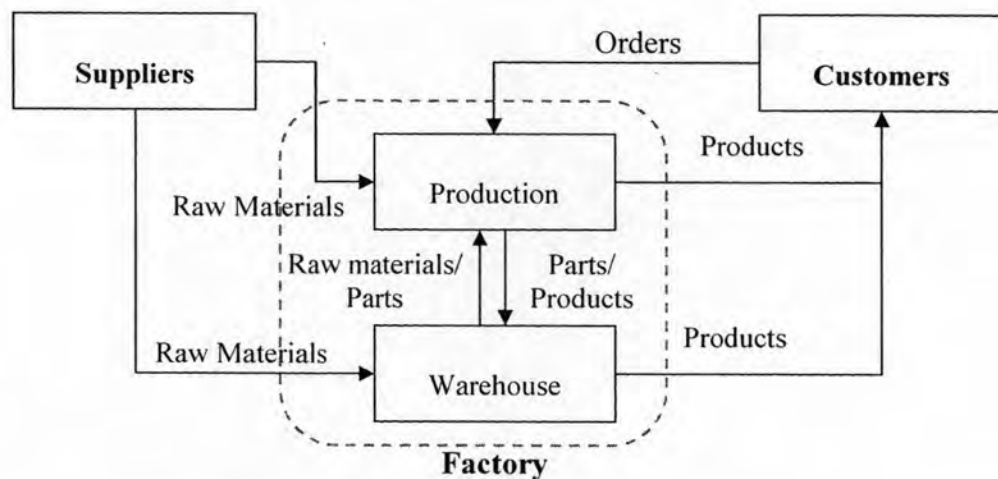 Orders
Suppliers
Customers
Products
Production
Raw Materials
Raw materials/
Parts
Parts/
Products
Products
Raw Materials
Warehouse
Factory